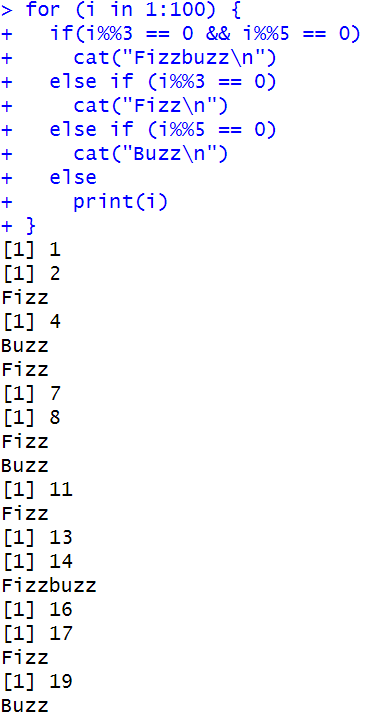 > for (i in 1:100) {
+   if(i%%3 == 0 && i%%5 == 0)
+     cat("Fizzbuzz\n")
+   else if (i%%3 == 0)
+     cat("Fizz\n")
+   else if (i%%5 == 0)
+     cat("Buzz\n")
+   else
+     print(i)
+ }
[1] 1
[1] 2
Fizz
[1] 4
Buzz
Fizz
[1] 7
[1] 8
Fizz
Buzz
[1] 11
Fizz
[1] 13
[1] 14
Fizzbuzz
[1] 16
[1] 17
Fizz
[1] 19
Buzz